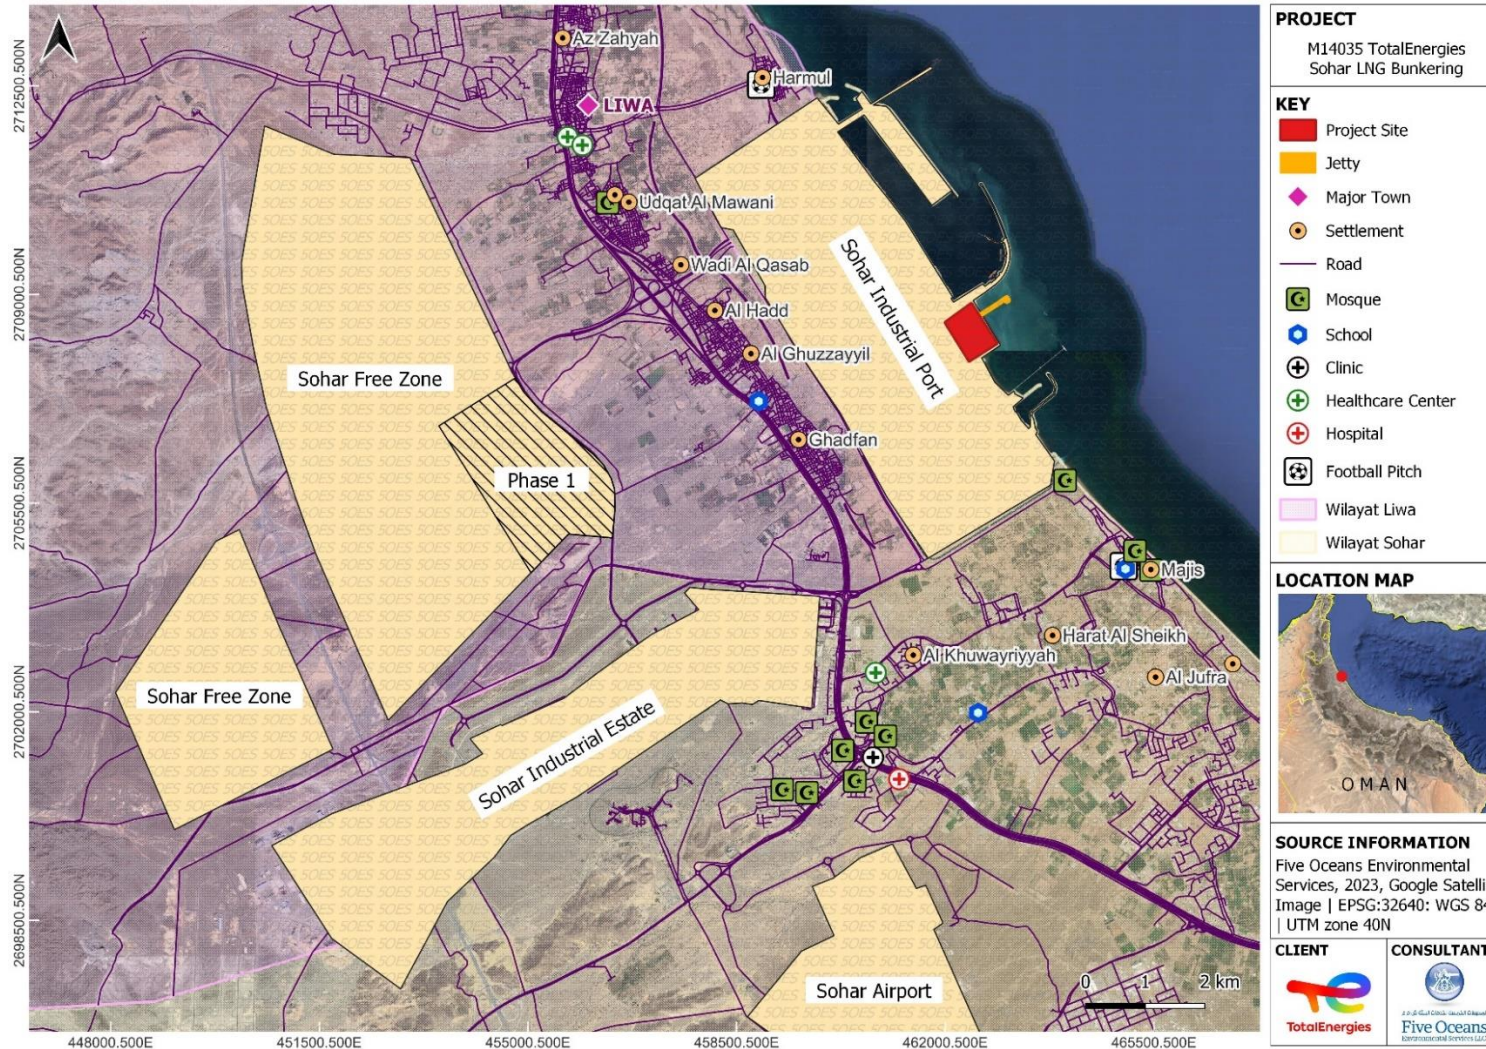 Az Zahyah
Harmul
LIWA
Udqat Al Mawani
Wadi Al Qasab
Al Hadd
Al Ghuzzayyil
Ghadfan
Sohar Industrial Port
Sohar Free Zone
Phase 1
Sohar Free Zone
Sohar Industrial Estate
Majis
Harat Al Sheikh
Al Khuwayriyyah
Al Jufra
Sohar Airport
0 1 2 km
2712500.500N
2709000.500N
2705500.500N
2702000.500N
2698500.500N
448000.500E
451500.500E
455000.500E
458500.500E
462000.500E
465500.500E
PROJECT
M14035 TotalEnergies
Sohar LNG Bunkering
KEY
Project Site
Jetty
Major Town
Settlement
Road
Mosque
School
Clinic
Healthcare Center
Hospital
Football Pitch
Wilayat Liwa
Wilayat Sohar
LOCATION MAP
OMAN
SOURCE INFORMATION
Five Oceans Environmental
Services, 2023, Google Satelli
Image | EPSG:32640: WGS 84
| UTM zone 40N
CLIENT
TotalEnergies
CONSULTANT
Five Oceans
Environmental Services LLC